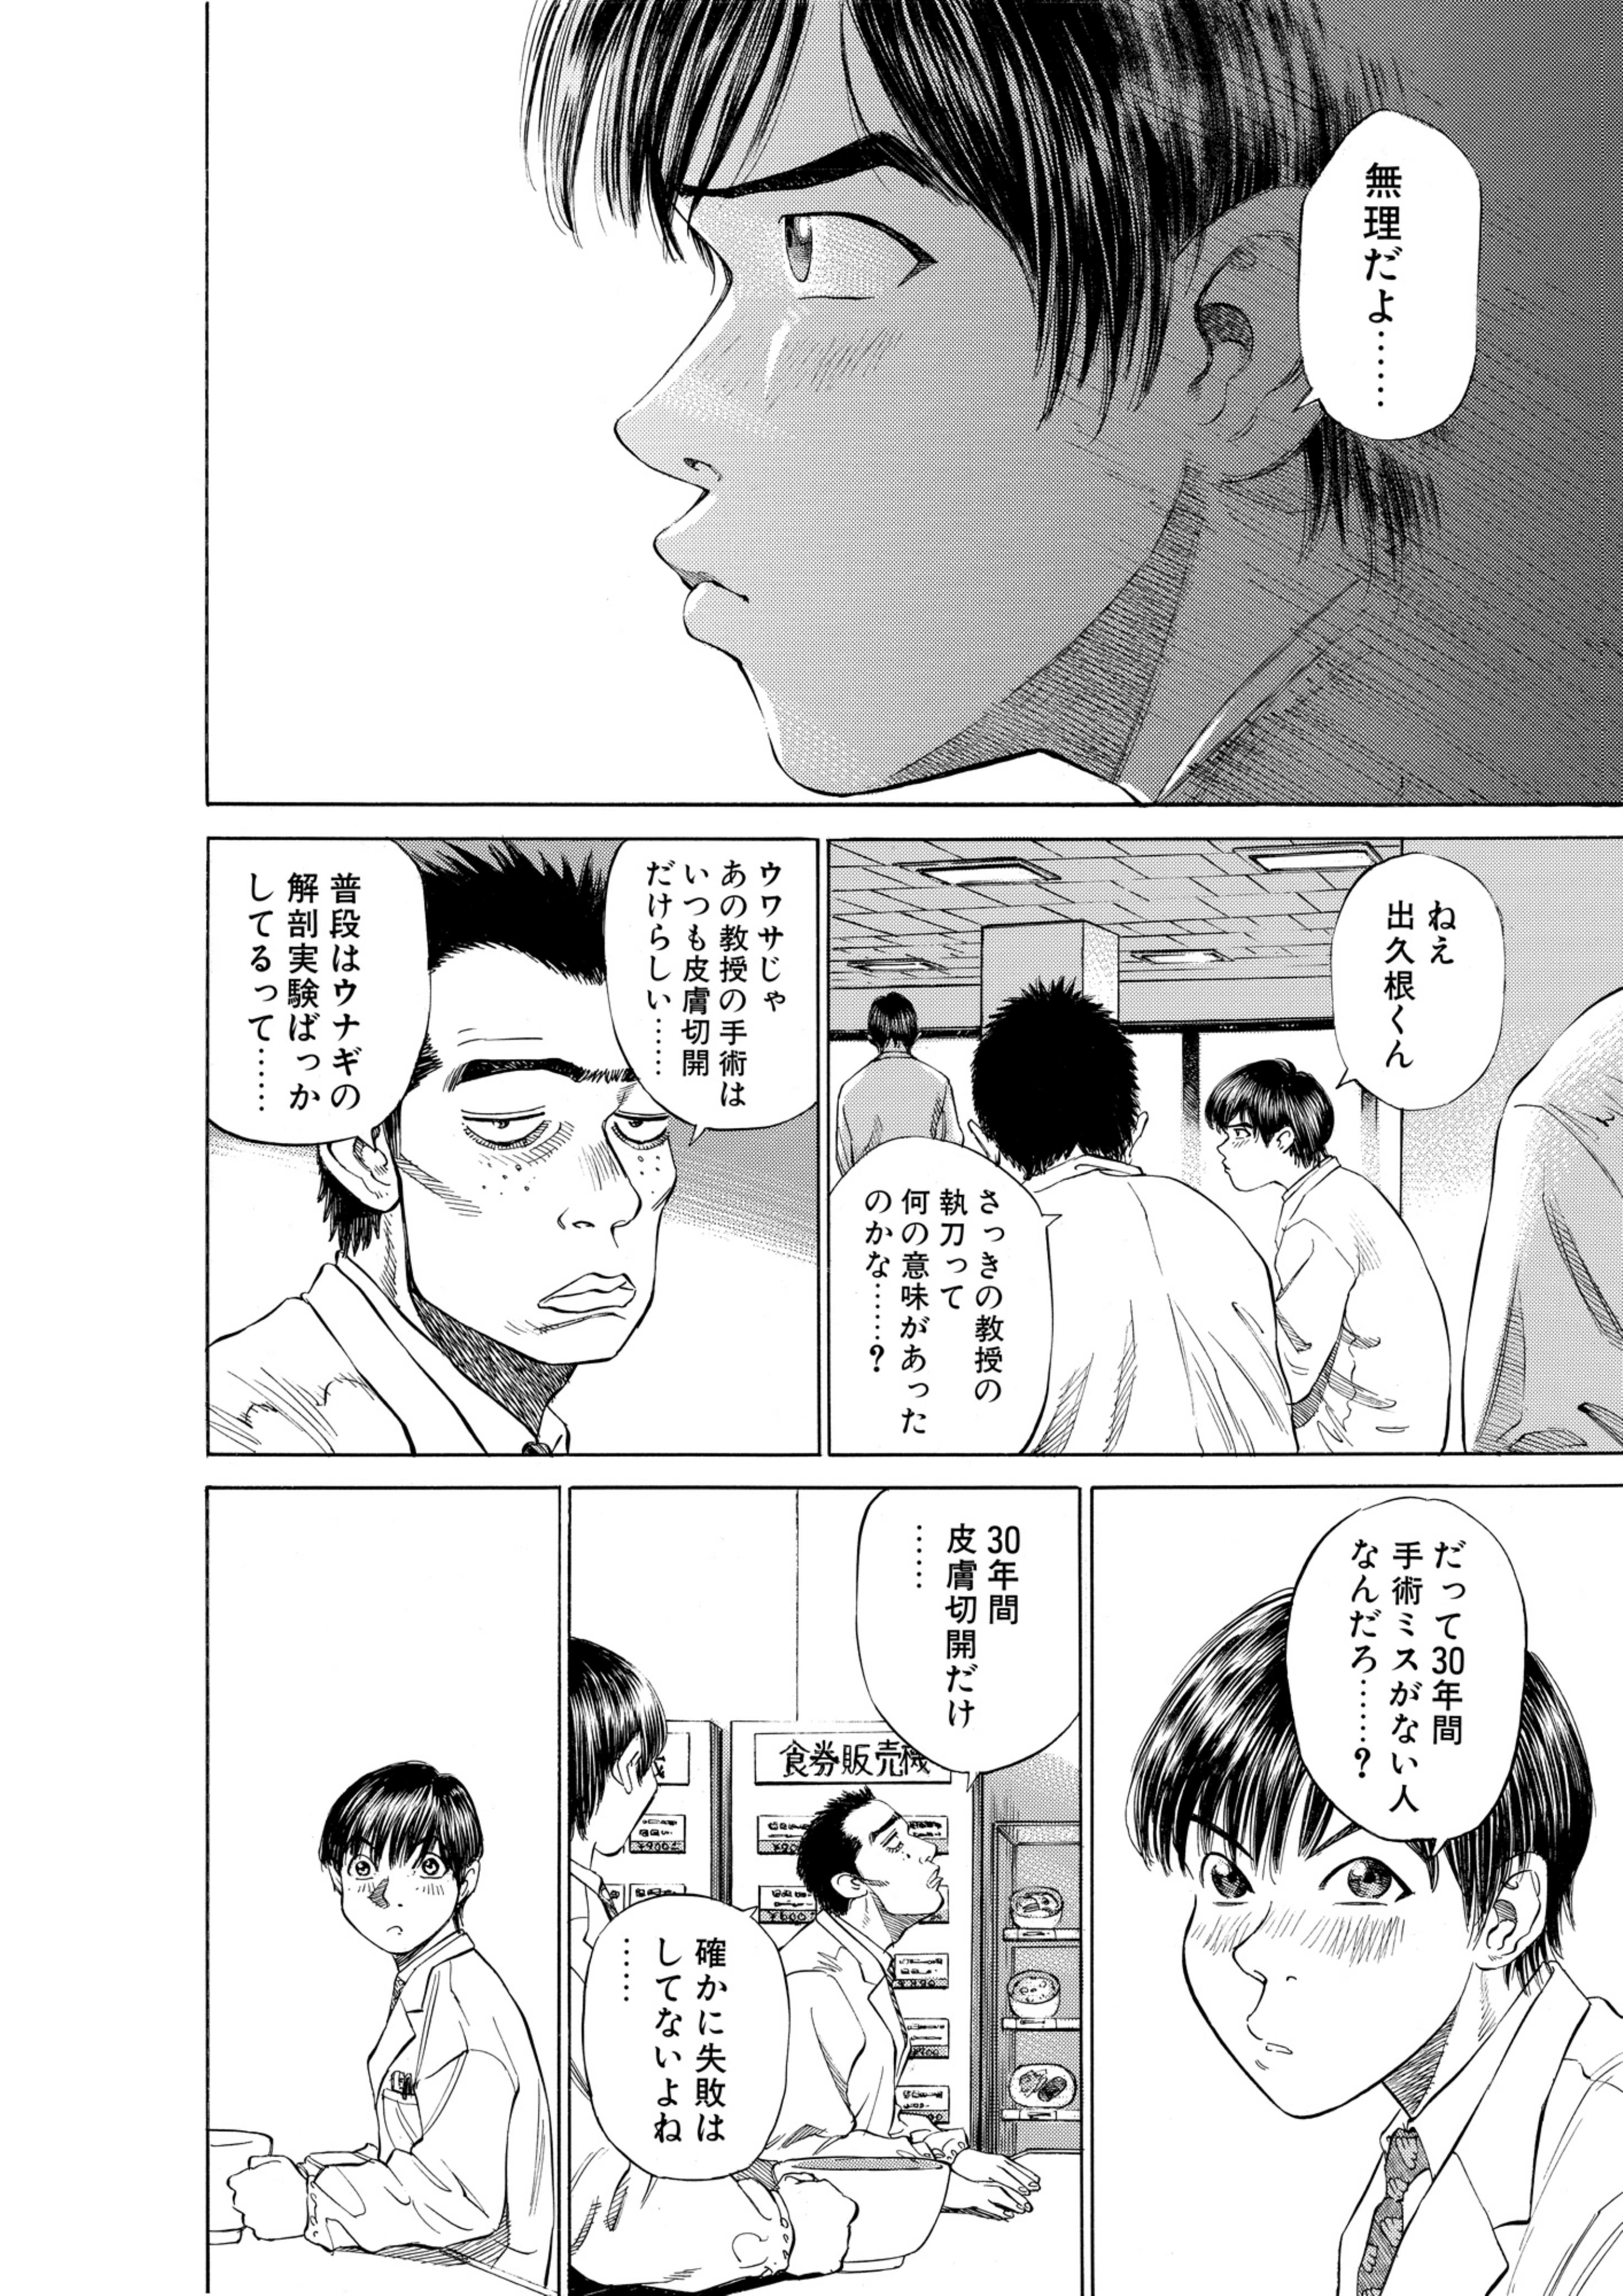 無理だよ……
ねえ
出久根くん
さっきの教授の
執刀って
何の意味があった
のかな……？
ウワサじゃ
あの教授の手術は
いつも皮膚切開
だけらしい……
普段はウナギの
解剖実験ばっか
してるって……
だって30年間
手術ミスがない人
なんだろ……？
30年間
皮膚切開だけ
……
食券販売機
確かに失敗は
してないよね
……